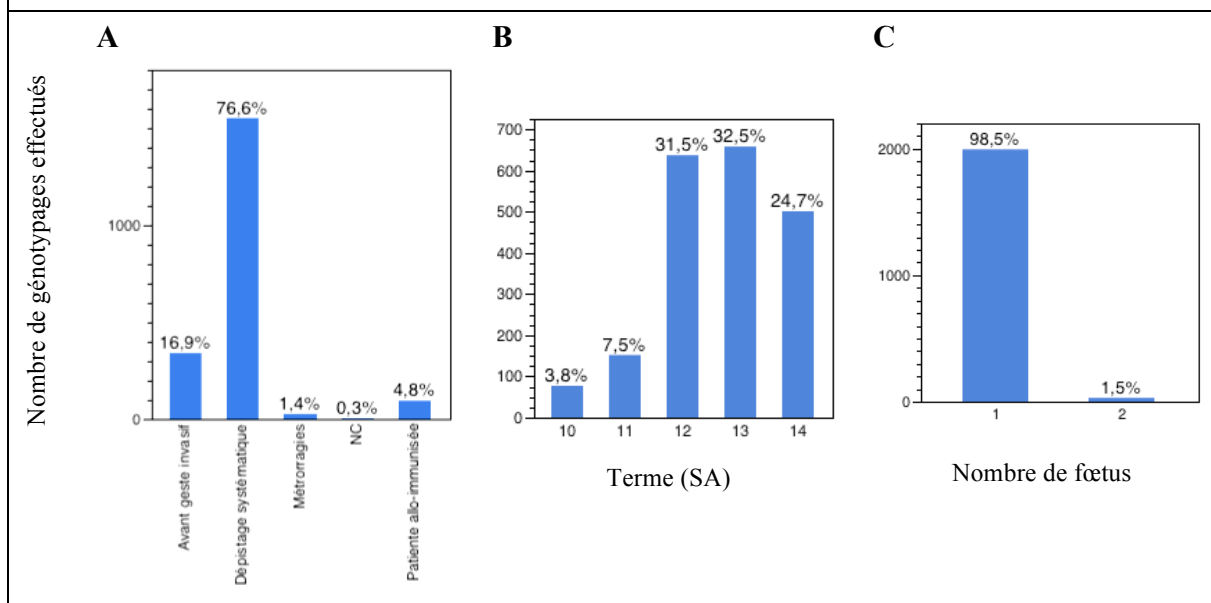 A
B
C
Nombre de génotypages effectués
1000
0
16,9%
76,6%
1,4%
0,3%
4,8%
Avant geste invasif
Dépistage systématique
Métrorragies
NC
Patiente allo-immunisée
700
600
500
400
300
200
100
0
3,8%
7,5%
31,5%
32,5%
24,7%
10
11
12
13
14
Terme (SA)
2000
1000
0
98,5%
1,5%
1
2
Nombre de fœtus